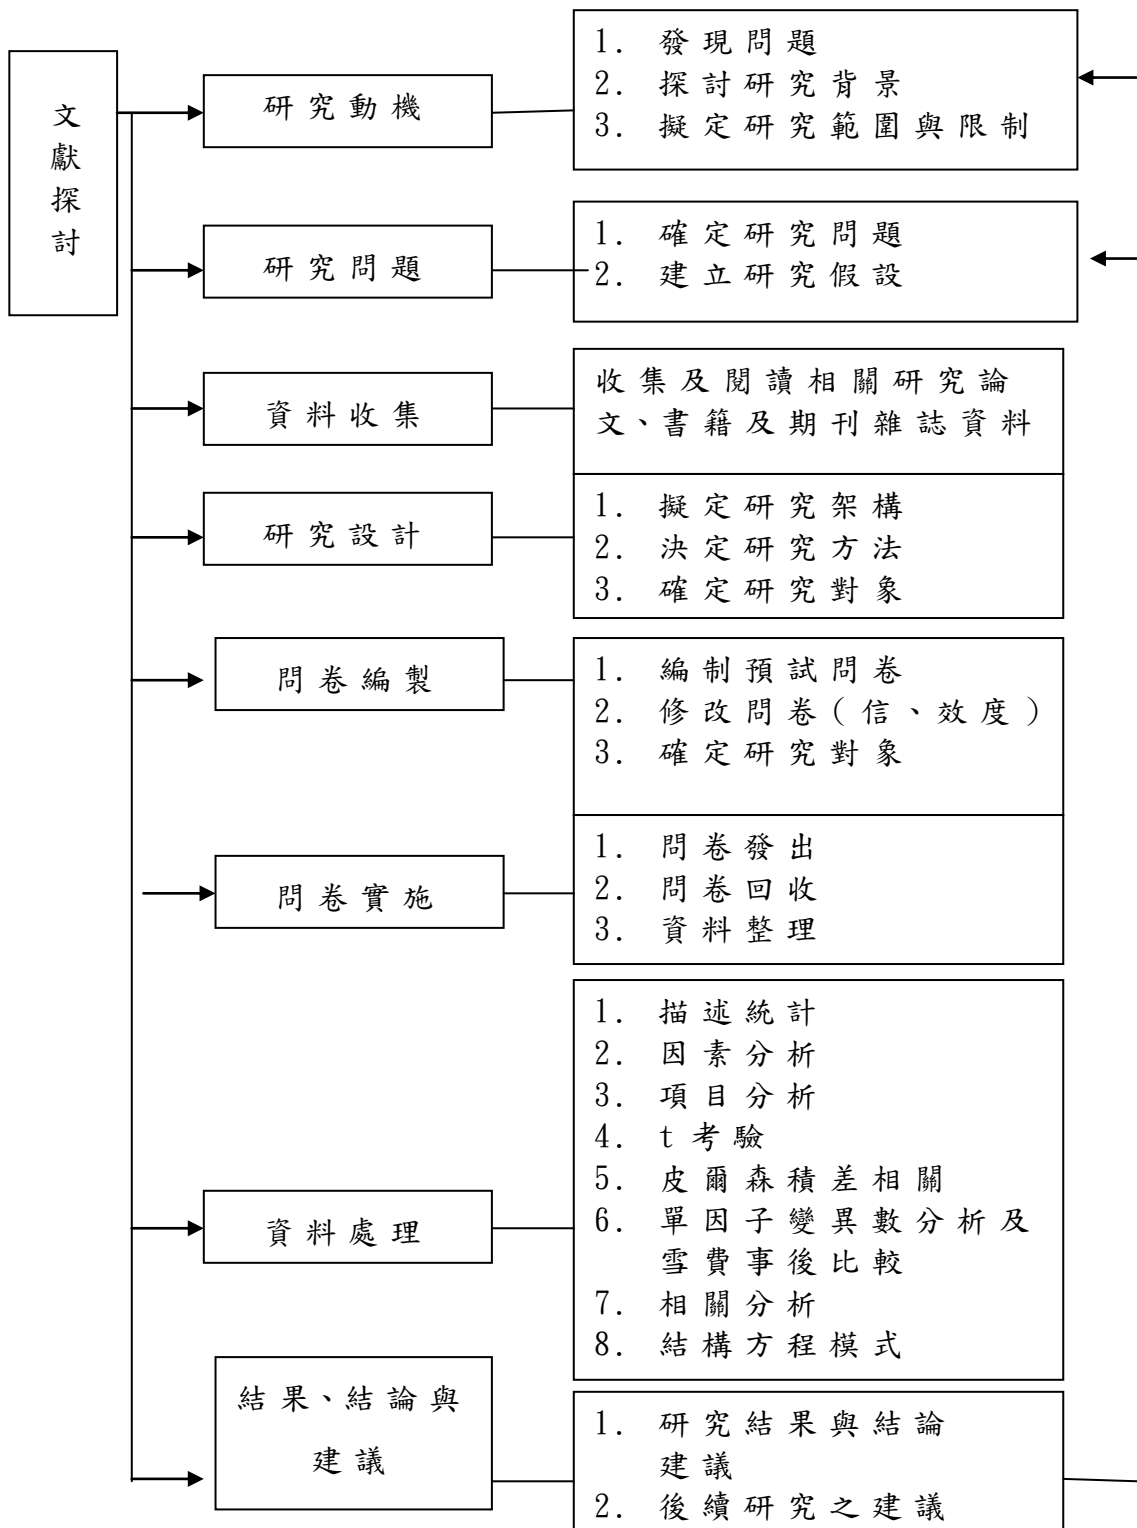 文
獻
探
討
研究動機
1. 發現問題
2. 探討研究背景
3. 擬定研究範圍與限制
研究問題
1. 確定研究問題
2. 建立研究假設
資料收集
收集及閱讀相關研究論
文、書籍及期刊雜誌資料
研究設計
1. 擬定研究架構
2. 決定研究方法
3. 確定研究對象
問卷編製
1. 編制預試問卷
2. 修改問卷(信、效度)
3. 確定研究對象
問卷實施
1. 問卷發出
2. 問卷回收
3. 資料整理
資料處理
1. 描述統計
2. 因素分析
3. 項目分析
4. t考驗
5. 皮爾森積差相關
6. 單因子變異數分析及
雪費事後比較
7. 相關分析
8. 結構方程模式
結果、結論與
建議
1. 研究結果與結論
建議
2. 後續研究之建議